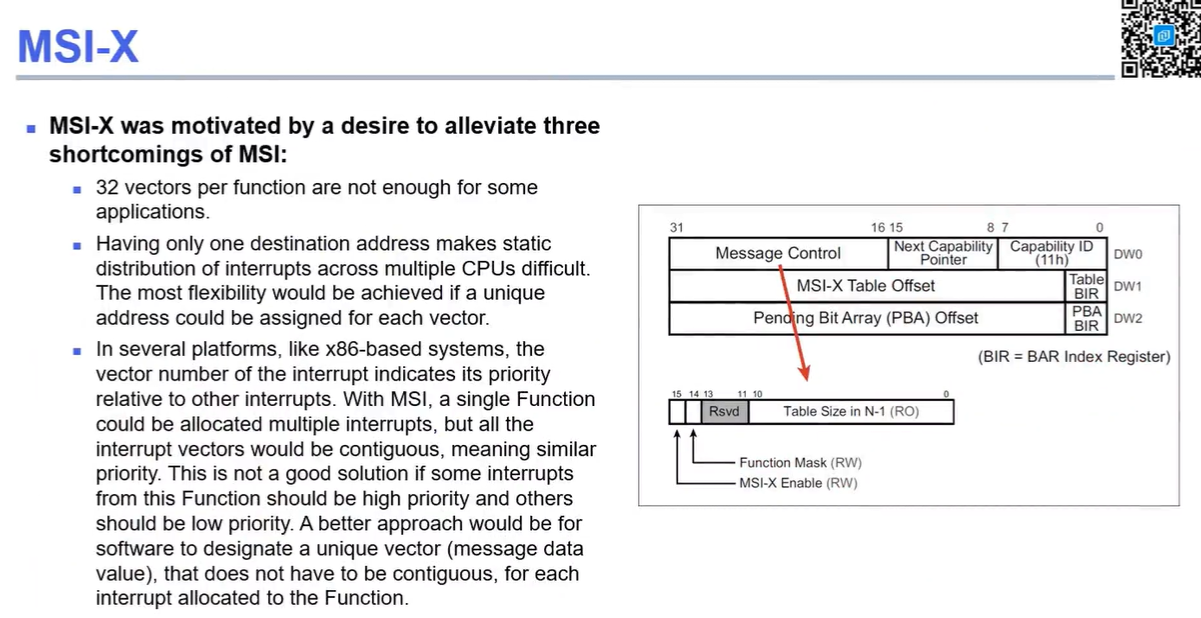 MSI-X
MSI-X was motivated by a desire to alleviate three
shortcomings of MSI:
32 vectors per function are not enough for some
applications.
Having only one destination address makes static
distribution of interrupts across multiple CPUs difficult.
The most flexibility would be achieved if a unique
address could be assigned for each vector.
In several platforms, like x86-based systems, the
vector number of the interrupt indicates its priority
relative to other interrupts. With MSI, a single Function
could be allocated multiple interrupts, but all the
interrupt vectors would be contiguous, meaning similar
priority. This is not a good solution if some interrupts
from this Function should be high priority and others
should be low priority. A better approach would be for
software to designate a unique vector (message data
value), that does not have to be contiguous, for each
interrupt allocated to the Function.
31 16 15 8 7 0
Message Control
Next Capability
Pointer
Capability ID
(11h)
DW0
MSI-X Table Offset
Table
BIR
DW1
Pending Bit Array (PBA) Offset
PBA
BIR
DW2
(BIR = BAR Index Register)
15 14 13 11 10 0
Rsvd
Table Size in N-1 (RO)
Function Mask (RW)
MSI-X Enable (RW)